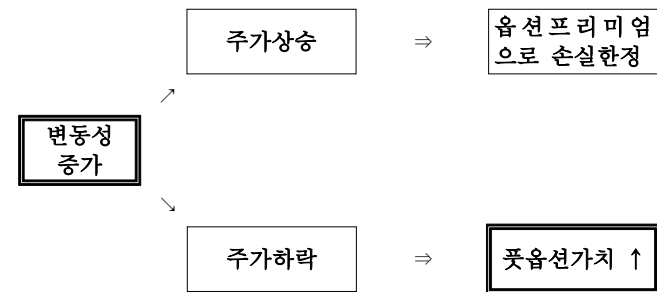 주가상승 ⇒ 옵션프리미엄
으로 손실한정
↗
변동성
증가
↘
주가하락 ⇒ 풋옵션가치 ↑